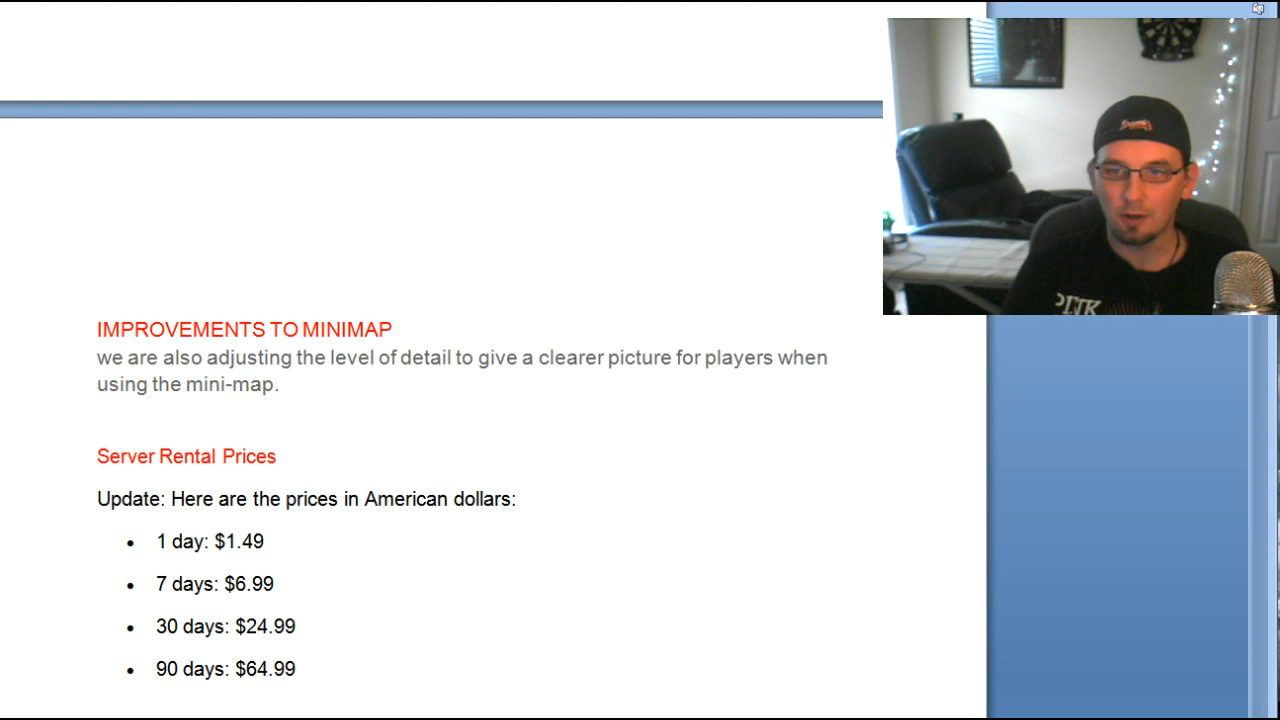 IMPROVEMENTS TO MINIMAP
we are also adjusting the level of detail to give a clearer picture for players when
using the mini-map.
Server Rental Prices
Update: Here are the prices in American dollars:
• 1 day: $1.49
• 7 days: $6.99
• 30 days: $24.99
• 90 days: $64.99